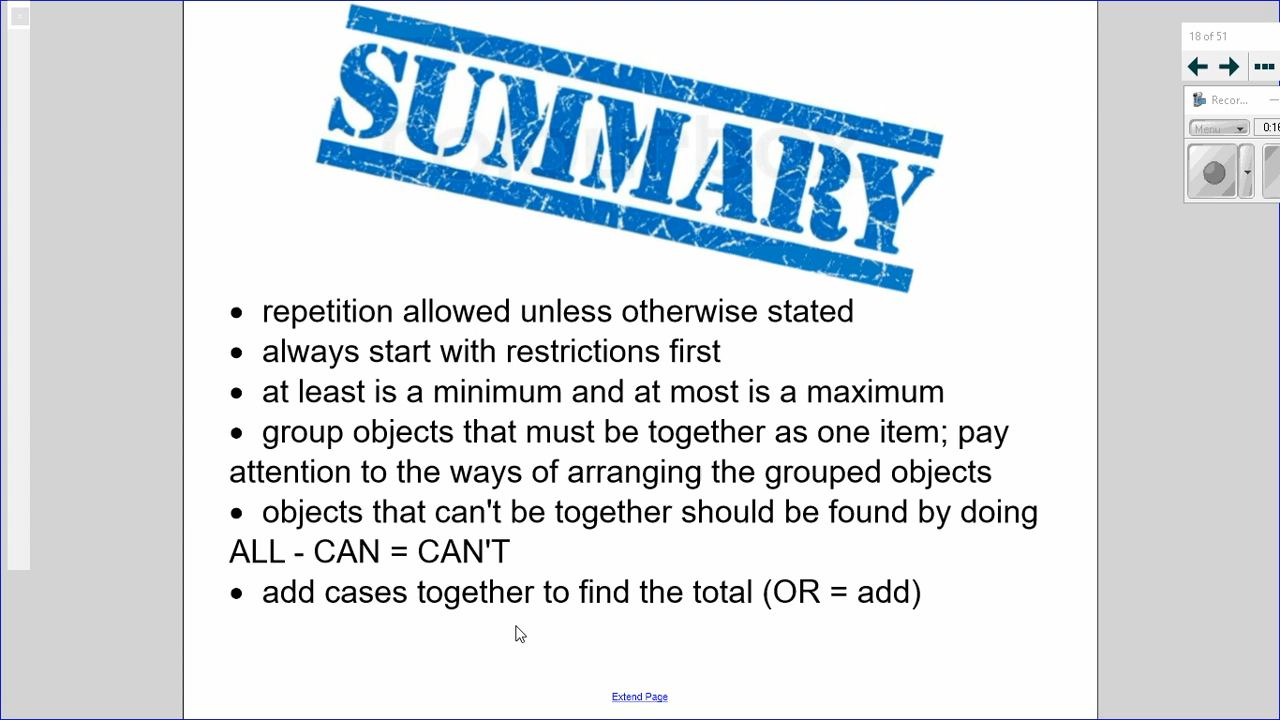 SUMMARY
• repetition allowed unless otherwise stated
• always start with restrictions first
• at least is a minimum and at most is a maximum
• group objects that must be together as one item; pay
attention to the ways of arranging the grouped objects
• objects that can't be together should be found by doing
ALL - CAN = CAN'T
• add cases together to find the total (OR = add)
Extend Page
18 of 51
Recor...
Menu